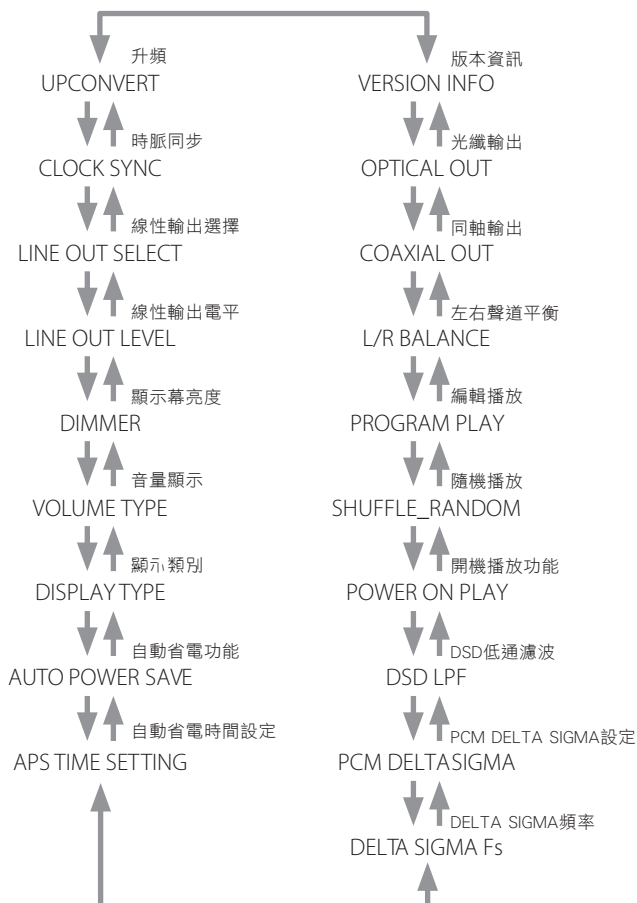 升頻
UPCONVERT
時脈同步
CLOCK SYNC
線性輸出選擇
LINE OUT SELECT
線性輸出電平
LINE OUT LEVEL
顯示幕亮度
DIMMER
音量顯示
VOLUME TYPE
顯示類別
DISPLAY TYPE
自動省電功能
AUTO POWER SAVE
自動省電時間設定
APS TIME SETTING
版本資訊
VERSION INFO
光纖輸出
OPTICAL OUT
同軸輸出
COAXIAL OUT
左右聲道平衡
L/R BALANCE
編輯播放
PROGRAM PLAY
隨機播放
SHUFFLE_RANDOM
開機播放功能
POWER ON PLAY
DSD低通濾波
DSD LPF
PCM DELTA SIGMA設定
PCM DELTASIGMA
DELTA SIGMA頻率
DELTA SIGMA Fs